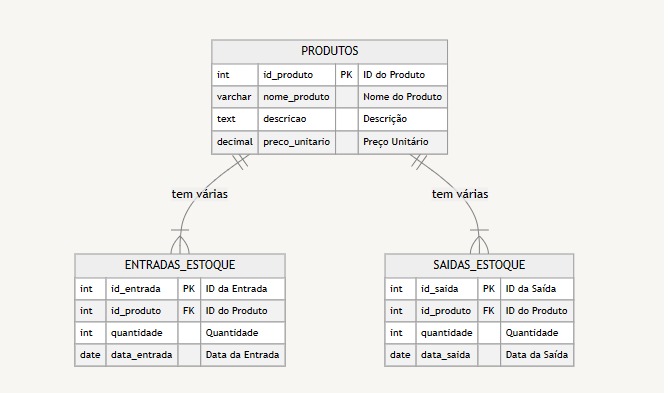 PRODUTOS
int id_produto PK ID do Produto
varchar nome_produto Nome do Produto
text descricao Descrição
decimal preco_unitario Preço Unitário
tem várias tem várias
ENTRADAS_ESTOQUE
int id_entrada PK ID da Entrada
int id_produto FK ID do Produto
int quantidade Quantidade
date data_entrada Data da Entrada
SAIDAS_ESTOQUE
int id_saida PK ID da Saída
int id_produto FK ID do Produto
int quantidade Quantidade
date data_saida Data da Saída